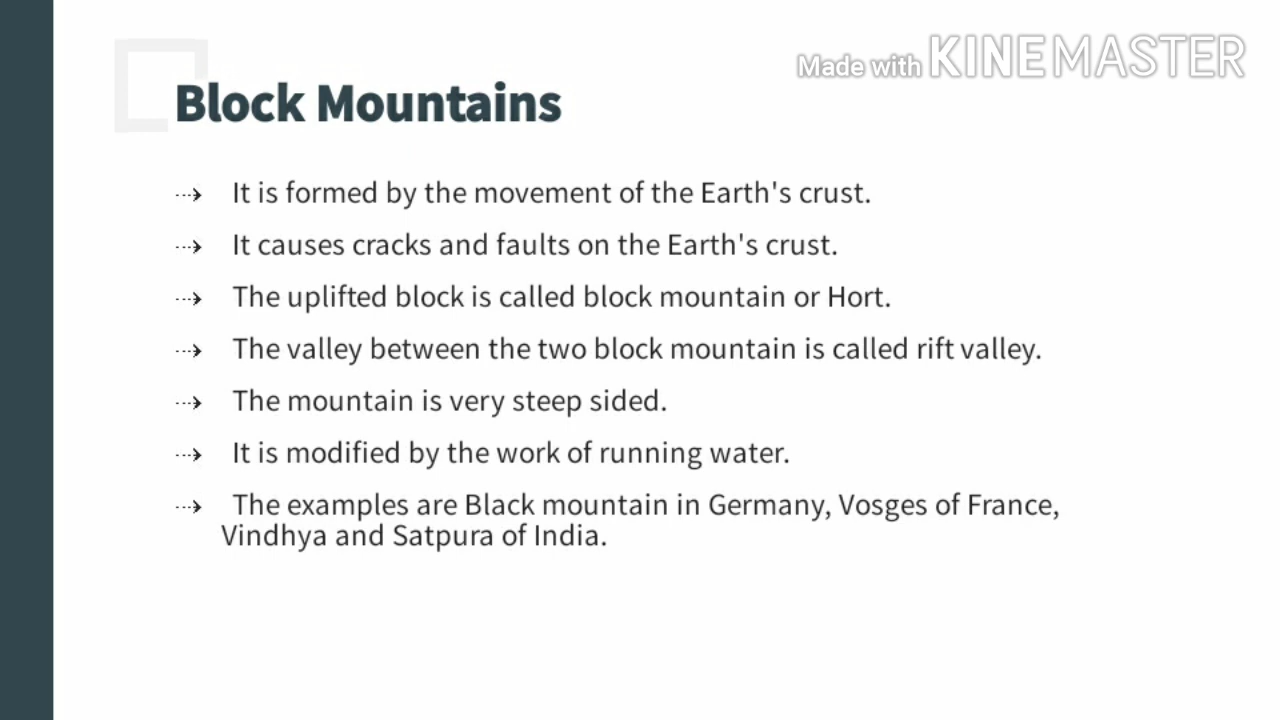 Made with KINEMASTER
Block Mountains
It is formed by the movement of the Earth's crust.
It causes cracks and faults on the Earth's crust.
The uplifted block is called block mountain or Hort.
The valley between the two block mountain is called rift valley.
The mountain is very steep sided.
It is modified by the work of running water.
The examples are Black mountain in Germany, Vosges of France,
Vindhya and Satpura of India.